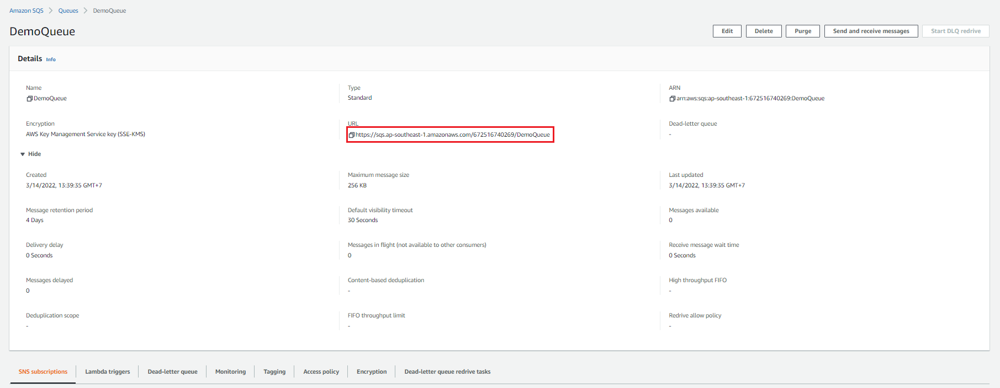 Amazon SQS > Queues > DemoQueue
DemoQueue
Edit Delete Purge Send and receive messages Start DLQ redrive
Details Info
Name Type ARN
DemoQueue Standard arn:aws:sqs:ap-southeast-1:672516740269:DemoQueue
Encryption URL Dead-letter queue
AWS Key Management Service key (SSE-KMS) https://sqs.ap-southeast-1.amazonaws.com/672516740269/DemoQueue -
Hide
Created Maximum message size Last updated
3/14/2022, 13:39:35 GMT+7 256 KB 3/14/2022, 13:39:35 GMT+7
Message retention period Default visibility timeout Messages available
4 Days 30 Seconds 0
Delivery delay Messages in flight (not available to other consumers) Receive message wait time
0 Seconds 0 0 Seconds
Messages delayed Content-based deduplication High throughput FIFO
0 - -
Deduplication scope FIFO throughput limit Redrive allow policy
- - -
SNS subscriptions Lambda triggers Dead-letter queue Monitoring Tagging Access policy Encryption Dead-letter queue redrive tasks